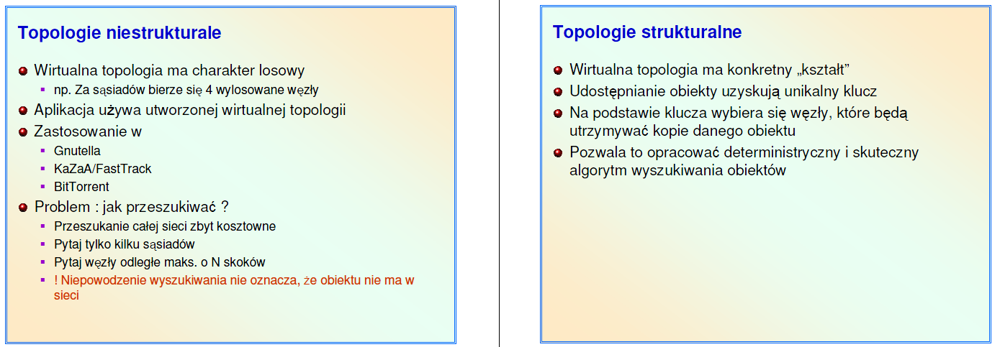 Topologie niestrukturale
Wirtualna topologia ma charakter losowy
np. Za sąsiadów bierze się 4 wylosowane węzły
Aplikacja używa utworzonej wirtualnej topologii
Zastosowanie w
Gnutella
KaZaA/FastTrack
BitTorrent
Problem : jak przeszukiwać ?
Przeszukanie całej sieci zbyt kosztowne
Pytaj tylko kilku sąsiadów
Pytaj węzły odległe maks. o N skoków
! Niepowodzenie wyszukiwania nie oznacza, że obiektu nie ma w
sieci
Topologie strukturalne
Wirtualna topologia ma konkretny „kształt”
Udostępnianie obiekty uzyskują unikalny klucz
Na podstawie klucza wybiera się węzły, które będą
utrzymywać kopie danego obiektu
Pozwala to opracować deterministryczny i skuteczny
algorytm wyszukiwania obiektów